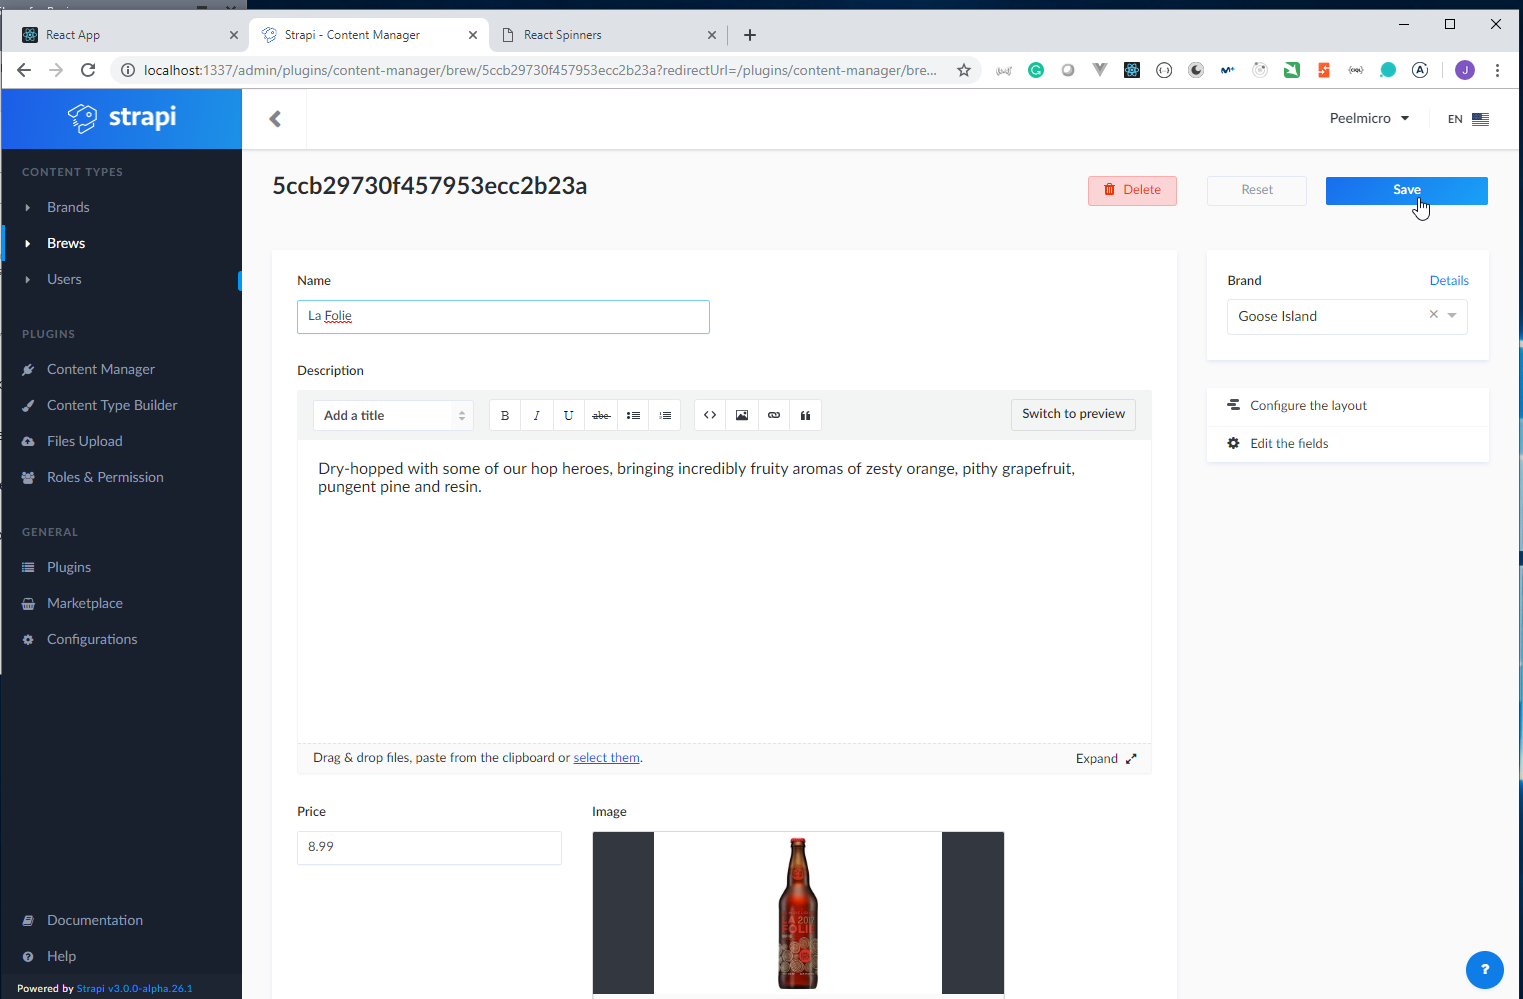 React App
Strapi - Content Manager
React Spinners
localhost:1337/admin/plugins/content-manager/brew/5ccb29730f457953ecc2b23a?redirectUrl=/plugins/content-manager/bre...
J
strapi
Peelmicro
EN
CONTENT TYPES
Brands
Brews
Users
PLUGINS
Content Manager
Content Type Builder
Files Upload
Roles & Permission
GENERAL
Plugins
Marketplace
Configurations
Documentation
Help
Powered by Strapi v3.0.0-alpha.26.1
5ccb29730f457953ecc2b23a
Delete
Reset
Save
Name
La Folie
Description
Add a title
B I U abc
Switch to preview
Dry-hopped with some of our hop heroes, bringing incredibly fruity aromas of zesty orange, pithy grapefruit,
pungent pine and resin.
Drag & drop files, paste from the clipboard or select them.
Expand
Price
8.99
Image
Brand
Details
Goose Island
Configure the layout
Edit the fields
?